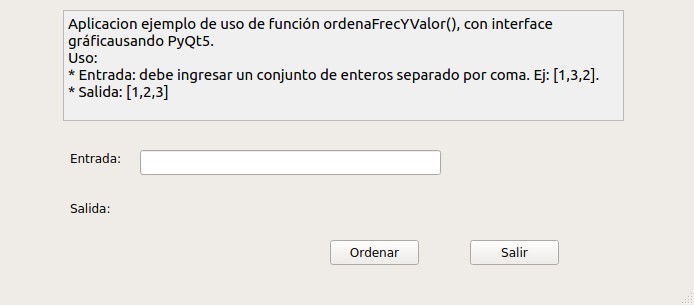 Aplicacion ejemplo de uso de función ordenaFrecYValor(), con interface
gráficausando PyQt5.
Uso:
* Entrada: debe ingresar un conjunto de enteros separado por coma. Ej: [1,3,2].
* Salida: [1,2,3]
Entrada:
Salida:
Ordenar Salir